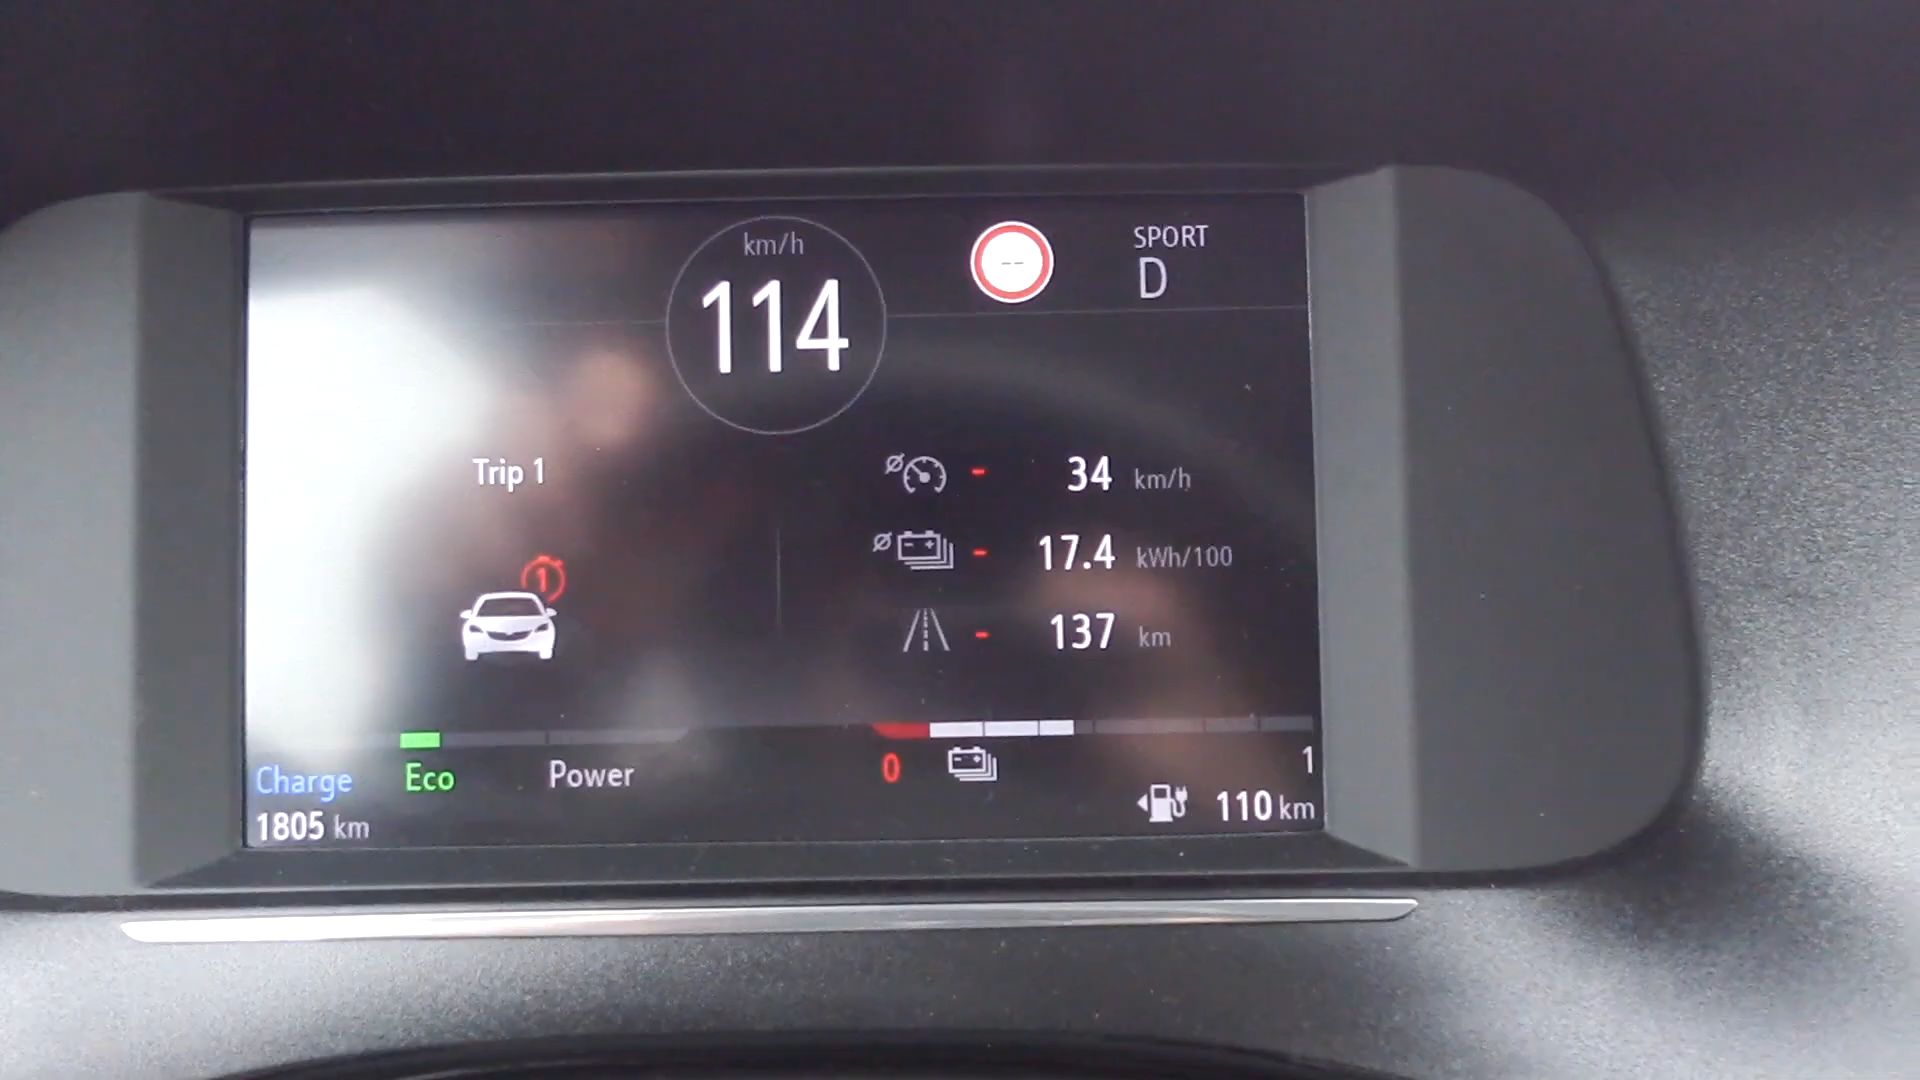 km/h
114
--
SPORT
D
Trip 1
1
34 km/h
17.4 kWh/100
137 km
Charge
Eco
Power
0
1
1805 km
110 km